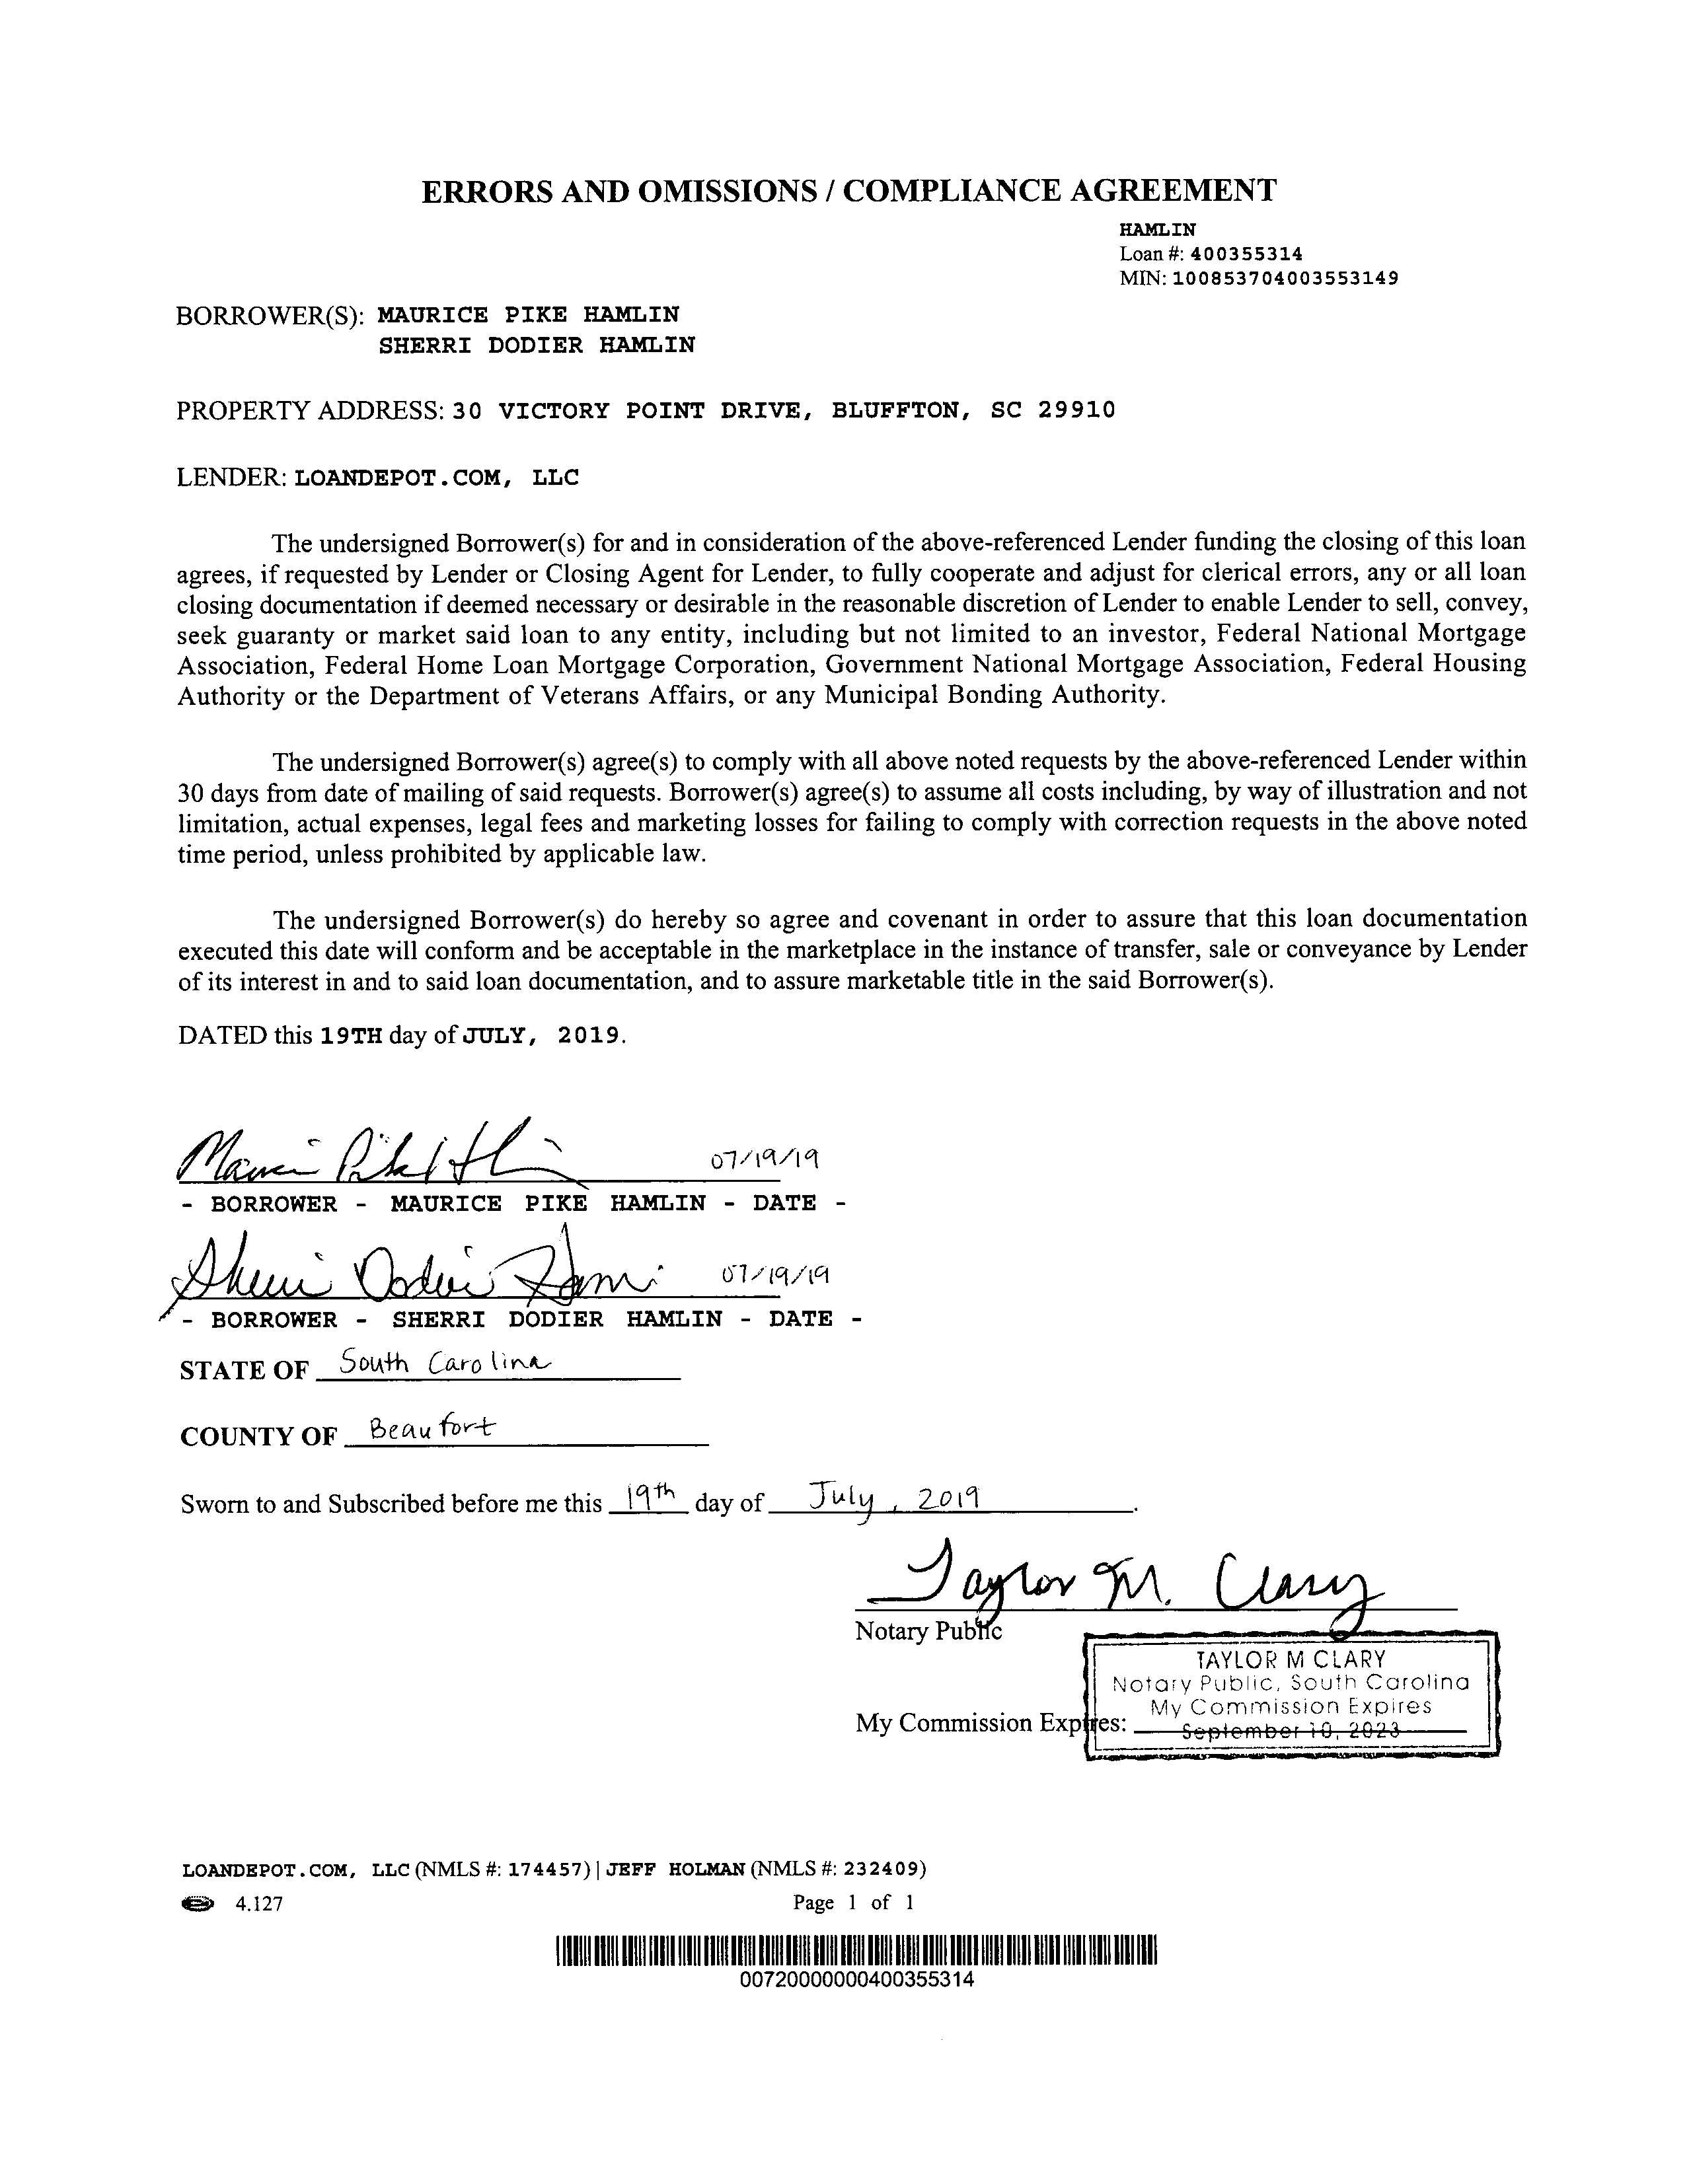 ERRORS AND OMISSIONS / COMPLIANCE AGREEMENT
HAMLIN
Loan #: 400355314
MIN: 100853704003553149
BORROWER(S): MAURICE PIKE HAMLIN
SHERRI DODIER HAMLIN
PROPERTY ADDRESS: 30 VICTORY POINT DRIVE, BLUFFTON, SC 29910
LENDER: LOANDEPOT.COM, LLC
The undersigned Borrower(s) for and in consideration of the above-referenced Lender funding the closing of this loan
agrees, if requested by Lender or Closing Agent for Lender, to fully cooperate and adjust for clerical errors, any or all loan
closing documentation if deemed necessary or desirable in the reasonable discretion of Lender to enable Lender to sell, convey,
seek guaranty or market said loan to any entity, including but not limited to an investor, Federal National Mortgage
Association, Federal Home Loan Mortgage Corporation, Government National Mortgage Association, Federal Housing
Authority or the Department of Veterans Affairs, or any Municipal Bonding Authority.
The undersigned Borrower(s) agree(s) to comply with all above noted requests by the above-referenced Lender within
30 days from date of mailing of said requests. Borrower(s) agree(s) to assume all costs including, by way of illustration and not
limitation, actual expenses, legal fees and marketing losses for failing to comply with correction requests in the above noted
time period, unless prohibited by applicable law.
The undersigned Borrower(s) do hereby so agree and covenant in order to assure that this loan documentation
executed this date will conform and be acceptable in the marketplace in the instance of transfer, sale or conveyance by Lender
of its interest in and to said loan documentation, and to assure marketable title in the said Borrower(s).
DATED this 19TH day of JULY, 2019.
07/19/19
- BORROWER - MAURICE PIKE HAMLIN - DATE -
Sherri Dodier 07/19/19
- BORROWER - SHERRI DODIER HAMLIN - DATE -
STATE OF South Carolina
COUNTY OF Beaufort
Sworn to and Subscribed before me this 19th day of July, 2019.
Taylor M. Clary
Notary Public
TAYLOR M CLARY
Notary Public, South Carolina
My Commission Expires
My Commission Expires: September 10, 2023
LOANDEPOT.COM, LLC (NMLS #: 174457) | JEFF HOLMAN (NMLS #: 232409)
4.127 Page 1 of 1
00720000000400355314